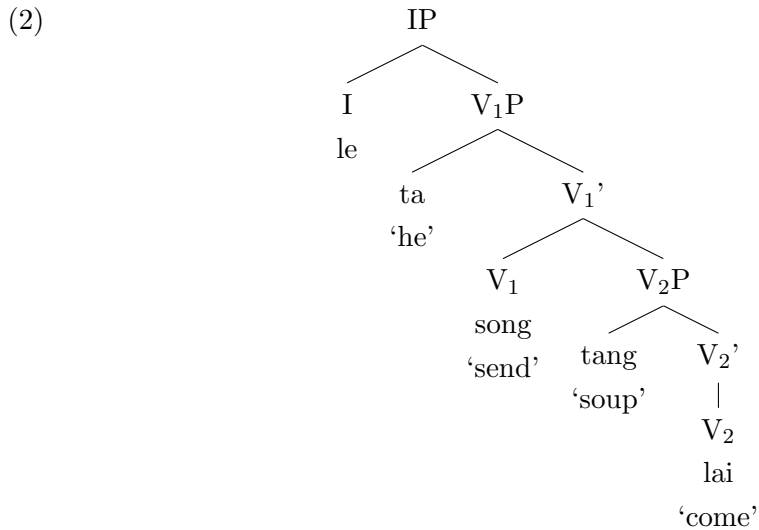 (2) IP
I V₁P
le
ta V₁’
‘he’
V₁ V₂P
song
‘send’ tang V₂’
‘soup’
V₂
lai
‘come’